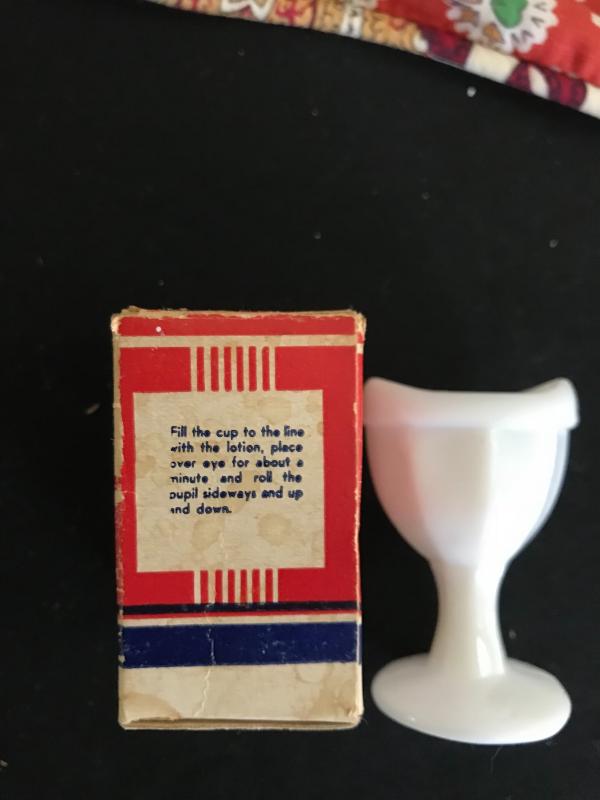 Fill the cup to the line
with the lotion, place
over eye for about a
minute and roll the
pupil sideways and up
and down.